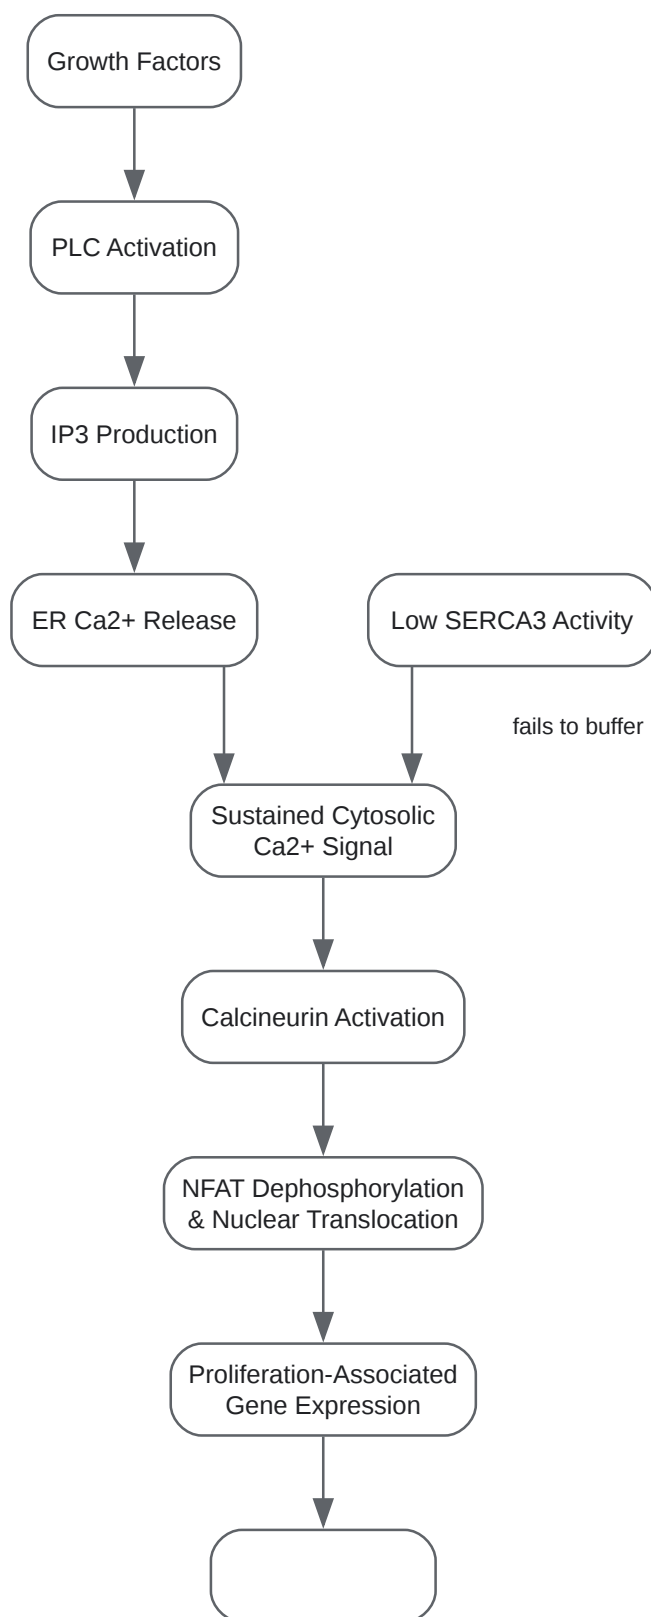 Growth Factors
PLC Activation
IP3 Production
ER Ca2+ Release
Low SERCA3 Activity
fails to buffer
Sustained Cytosolic
Ca2+ Signal
Calcineurin Activation
NFAT Dephosphorylation
& Nuclear Translocation
Proliferation-Associated
Gene Expression